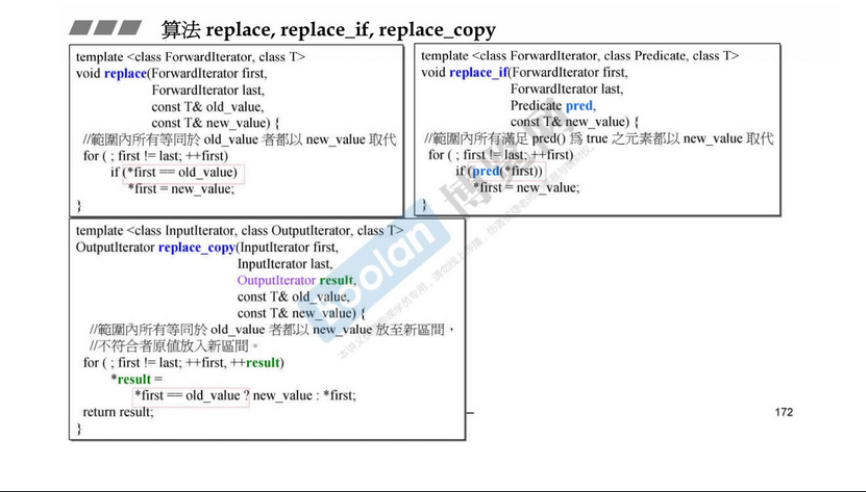 算法 replace, replace_if, replace_copy
template <class ForwardIterator, class T>
void replace(ForwardIterator first,
ForwardIterator last,
const T& old_value,
const T& new_value) {
//範圍內所有等同於 old_value 者都以 new_value 取代
for ( ; first != last; ++first)
if (*first == old_value)
*first = new_value;
}
template <class ForwardIterator, class Predicate, class T>
void replace_if(ForwardIterator first,
ForwardIterator last,
Predicate pred,
const T& new_value) {
//範圍內所有滿足 pred() 爲 true 之元素都以 new_value 取代
for ( ; first != last; ++first)
if (pred(*first))
*first = new_value;
}
template <class InputIterator, class OutputIterator, class T>
OutputIterator replace_copy(InputIterator first,
InputIterator last,
OutputIterator result,
const T& old_value,
const T& new_value) {
//範圍內所有等同於 old_value 者都以 new_value 放至新區間，
//不符合者原值放入新區間。
for ( ; first != last; ++first, ++result)
*result =
*first == old_value ? new_value : *first;
return result;
}
boolan 博覽網
172